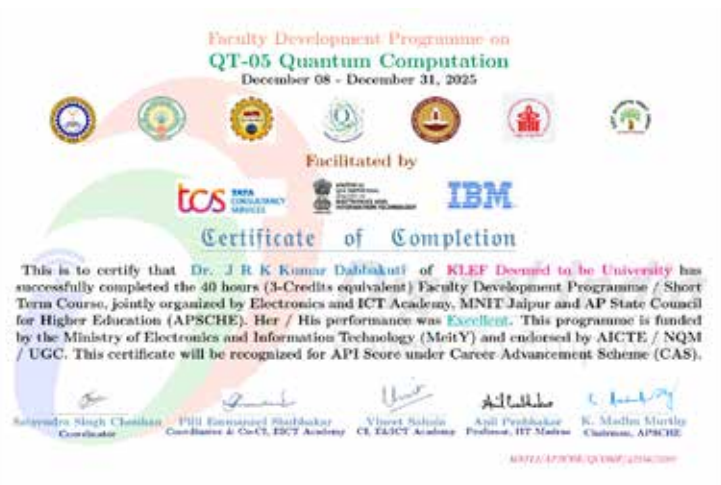 Faculty Development Programme on
QT-05 Quantum Computation
December 08 - December 31, 2025
Facilitated by
tcs TATA CONSULTANCY SERVICES
IBM
Certificate of Completion
This is to certify that Dr. J R K Kumar Dabbakuti of KLEF Deemed to be University has
successfully completed the 40 hours (3-Credits equivalent) Faculty Development Programme / Short
Term Course, jointly organized by Electronics and ICT Academy, MNIT Jaipur and AP State Council
for Higher Education (APSCHE). Her / His performance was Excellent. This programme is funded
by the Ministry of Electronics and Information Technology (MeitY) and endorsed by AICTE / NQM
/ UGC. This certificate will be recognized for API Score under Career Advancement Scheme (CAS).
Satyendra Singh Chouhan
Coordinator
Pilli Emmanuel Shubhakar
Coordinator & Co-CI, EICT Academy
Vineet Sahula
CI, E&ICT Academy
Anil Prabhakar
Professor, IIT Madras
K. Madhu Murthy
Chairman, APSCHE